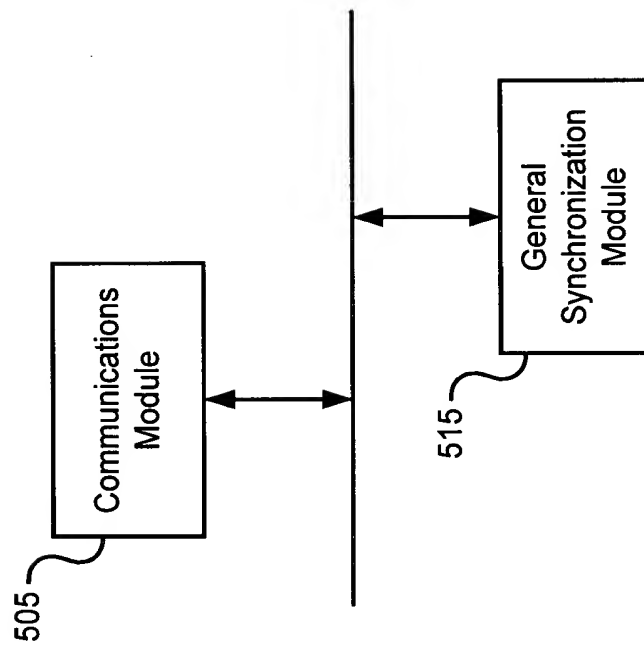 505
Communications
Module
515
General
Synchronization
Module